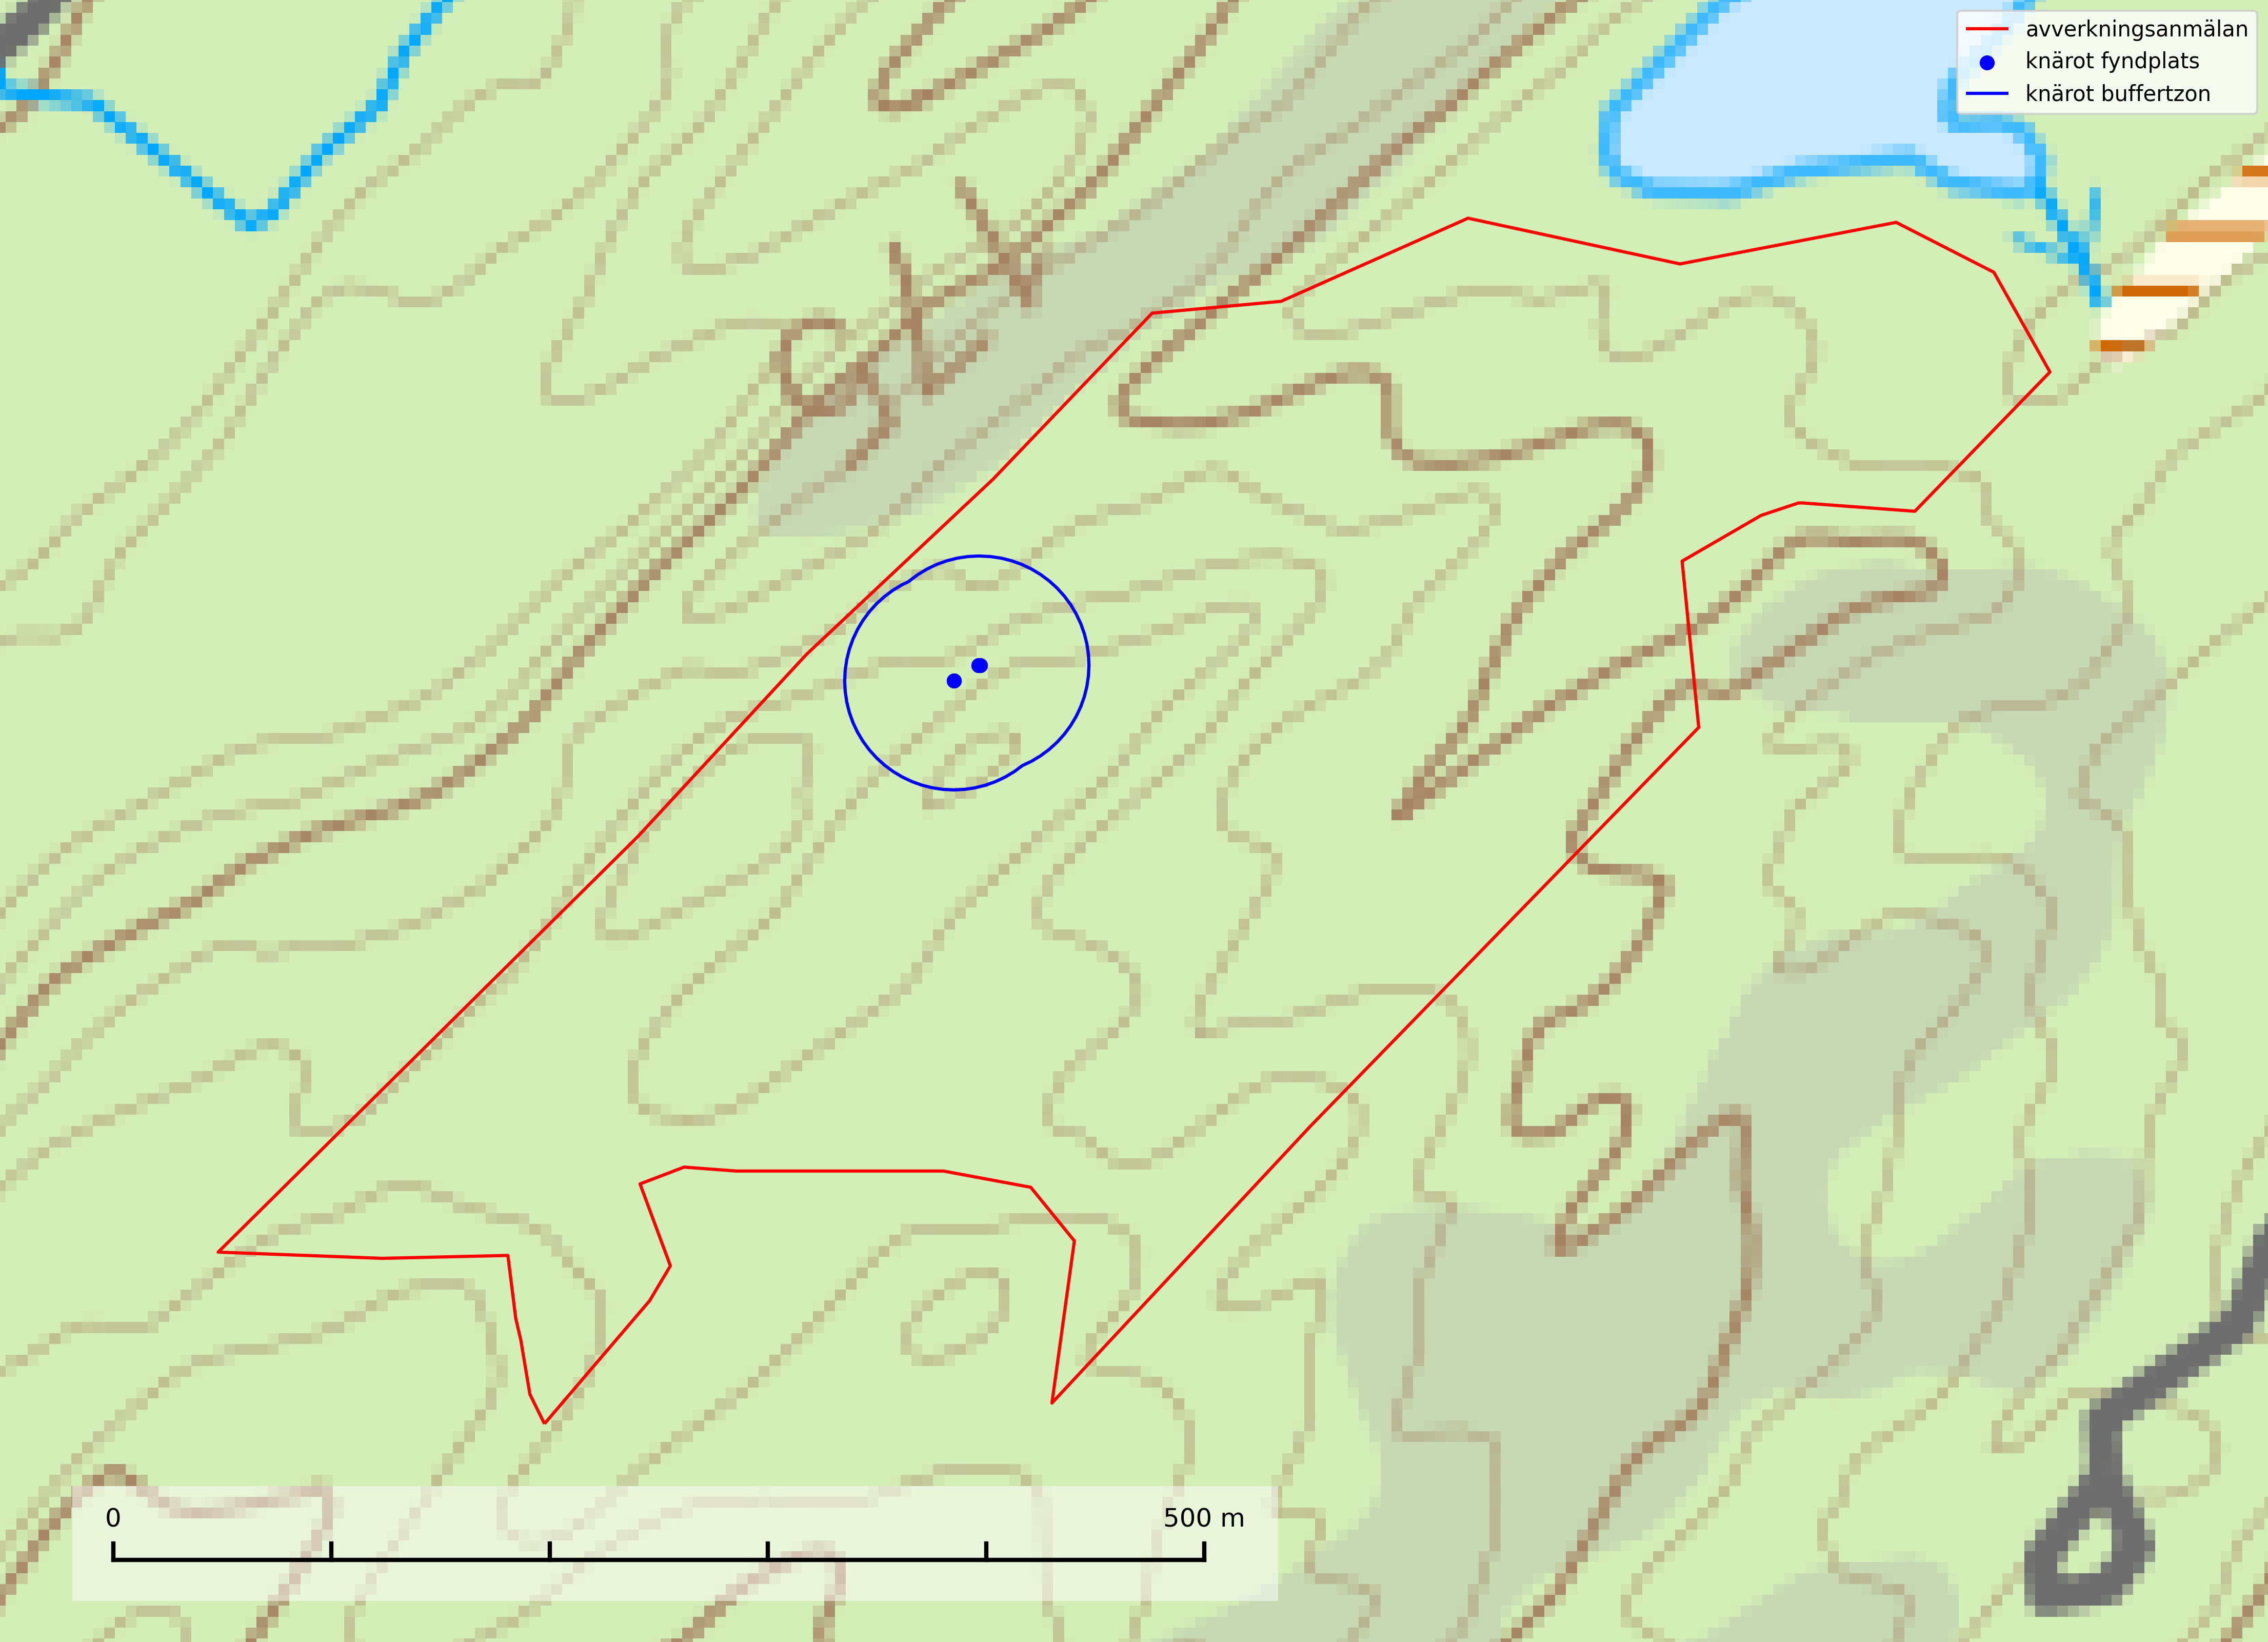 avverkningsanmälan
knärot fyndplats
knärot buffertzon
0
500 m